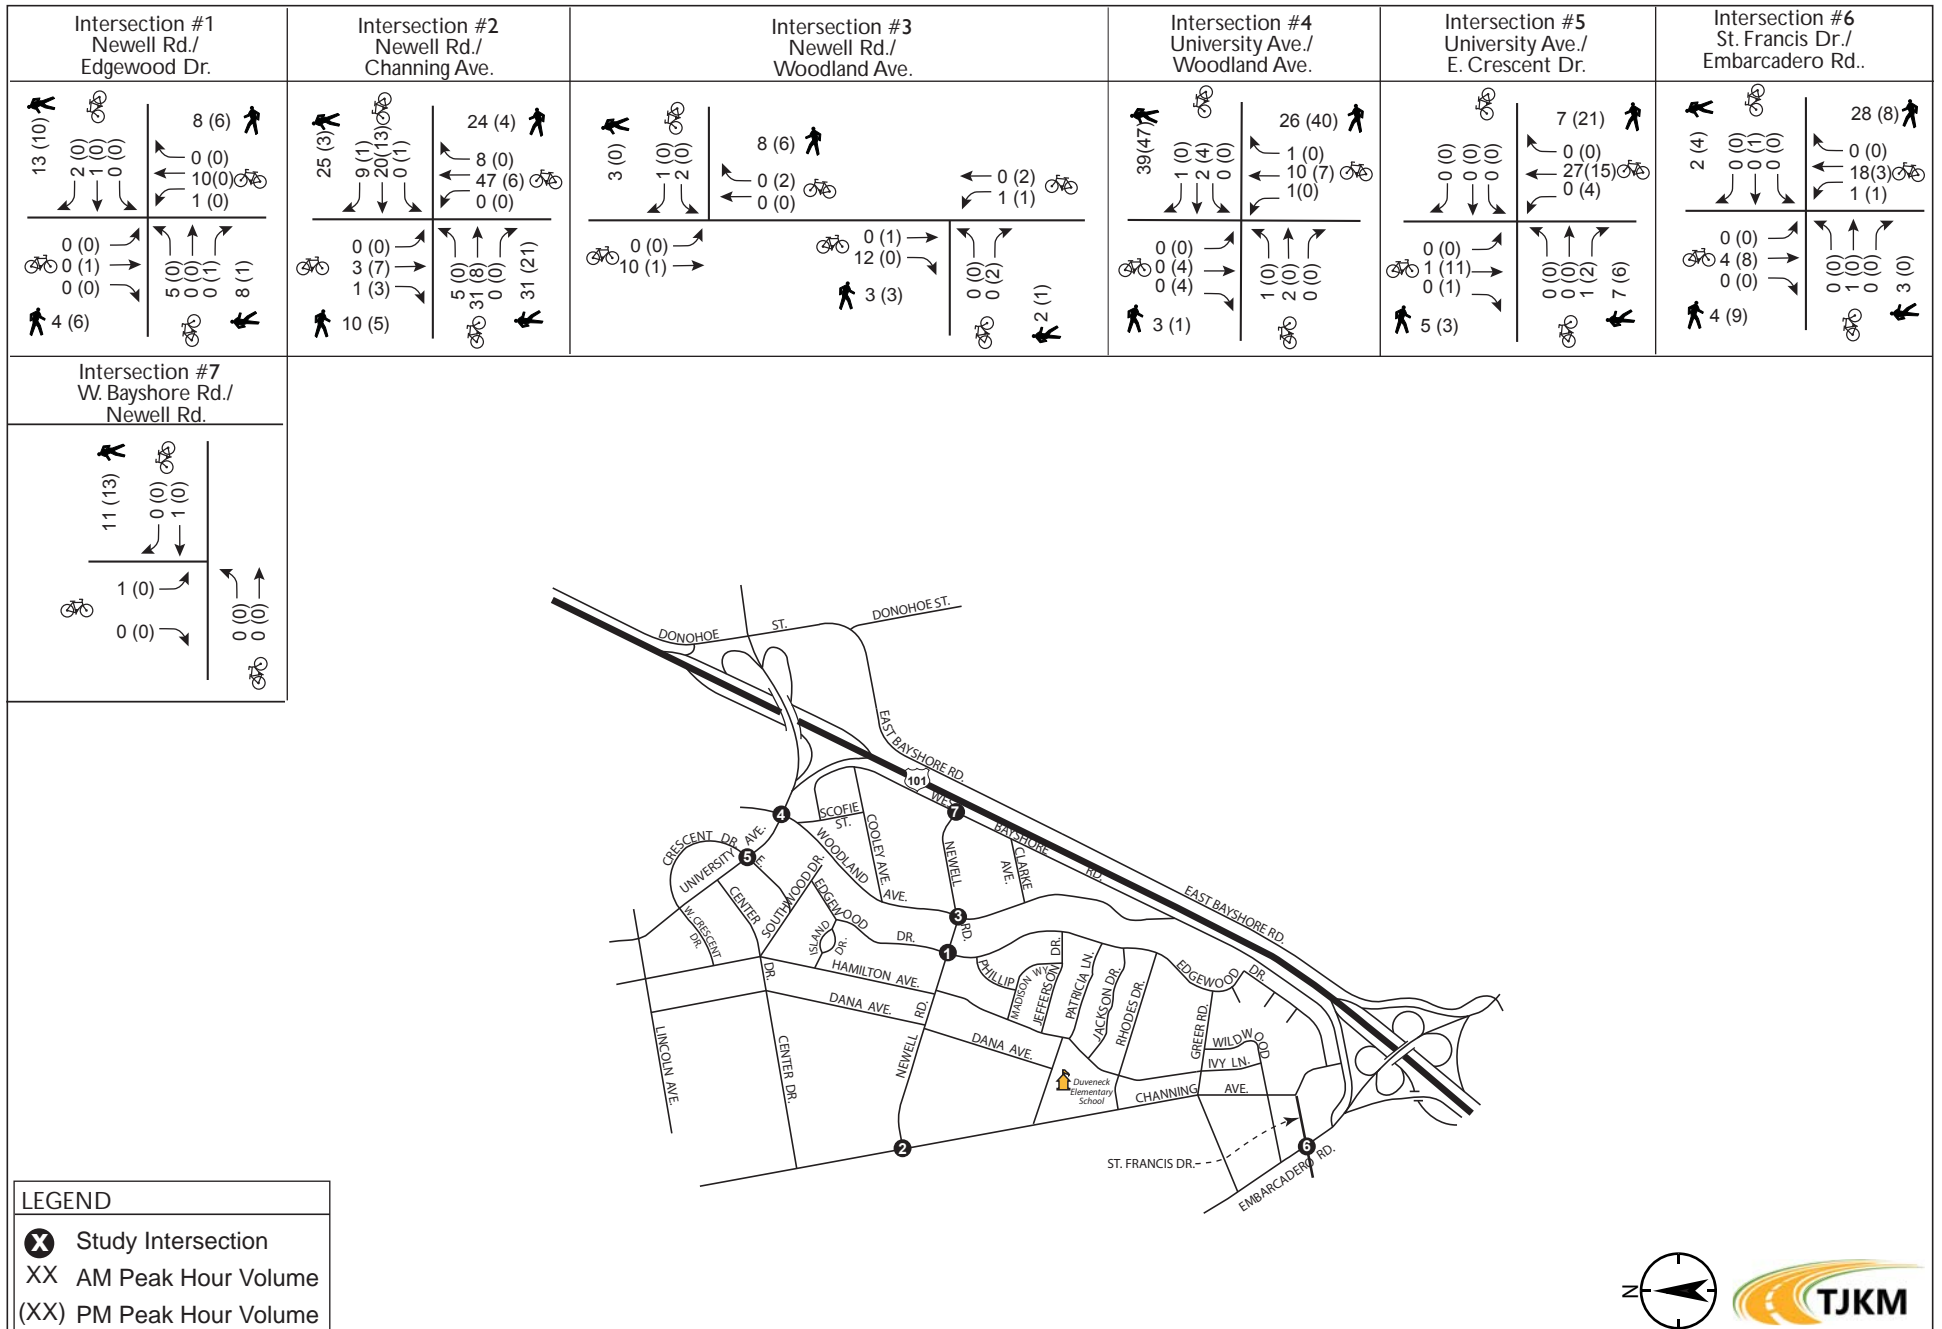 Intersection #1
Newell Rd./
Edgewood Dr.
13 (10)
2 (0)
1 (0)
0 (0)
8 (6)
0 (0)
10(0)
1 (0)
0 (0)
0 (1)
0 (0)
4 (6)
5 (0)
0 (0)
0 (1)
8 (1)
Intersection #2
Newell Rd./
Channing Ave.
25 (3)
9 (1)
20(13)
0 (1)
24 (4)
8 (0)
47 (6)
0 (0)
0 (0)
3 (7)
1 (3)
10 (5)
5 (0)
31 (8)
0 (0)
31 (21)
Intersection #3
Newell Rd./
Woodland Ave.
3 (0)
1 (0)
2 (0)
8 (6)
0 (2)
0 (0)
0 (2)
1 (1)
0 (0)
10 (1)
0 (1)
12 (0)
3 (3)
0 (0)
0 (2)
2 (1)
Intersection #4
University Ave./
Woodland Ave.
39(47)
1 (0)
2 (4)
0 (0)
26 (40)
1 (0)
10 (7)
1(0)
0 (0)
0 (4)
0 (4)
3 (1)
1 (0)
2 (0)
0 (0)
Intersection #5
University Ave./
E. Crescent Dr.
0 (0)
0 (0)
0 (0)
7 (21)
0 (0)
27(15)
0 (4)
0 (0)
1 (11)
0 (1)
5 (3)
0 (0)
0 (0)
1 (2)
7 (6)
Intersection #6
St. Francis Dr./
Embarcadero Rd..
2 (4)
0 (0)
0 (1)
0 (0)
28 (8)
0 (0)
18(3)
1 (1)
0 (0)
4 (8)
0 (0)
4 (9)
0 (0)
1 (0)
0 (0)
3 (0)
Intersection #7
W. Bayshore Rd./
Newell Rd.
11 (13)
0 (0)
1 (0)
1 (0)
0 (0)
0 (0)
0 (0)
DONOHOE
ST.
DONOHOE ST.
EAST BAYSHORE RD.
101
WEST
BAYSHORE
RD.
EAST BAYSHORE RD.
4
7
5
3
1
2
6
SCOFIE
ST.
COOLEY AVE.
WOODLAND
AVE.
NEWELL
RD.
CLARKE
AVE.
CRESCENT DR.
E.
UNIVERSITY AVE.
W. CRESCENT
DR.
CENTER
DR.
SOUTHWOOD DR.
EDGEWOOD
DR.
ISLAND
DR.
HAMILTON AVE.
DANA AVE.
NEWELL
RD.
DANA AVE.
PHILLIP
MADISON WY
JEFFERSON DR.
PATRICIA LN.
JACKSON DR.
RHODES DR.
EDGEWOOD DR.
GREER RD.
WILDWOOD
IVY LN.
CHANNING
AVE.
LINCOLN AVE.
CENTER DR.
Duveneck
Elementary
School
ST. FRANCIS DR.
EMBARCADERO RD.
LEGEND
X Study Intersection
XX AM Peak Hour Volume
(XX) PM Peak Hour Volume
N
TJKM